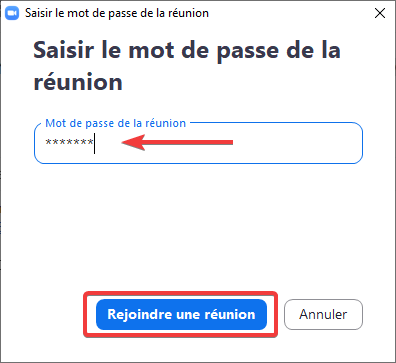 Saisir le mot de passe de la réunion
Saisir le mot de passe de la
réunion
Mot de passe de la réunion
*******
Rejoindre une réunion
Annuler